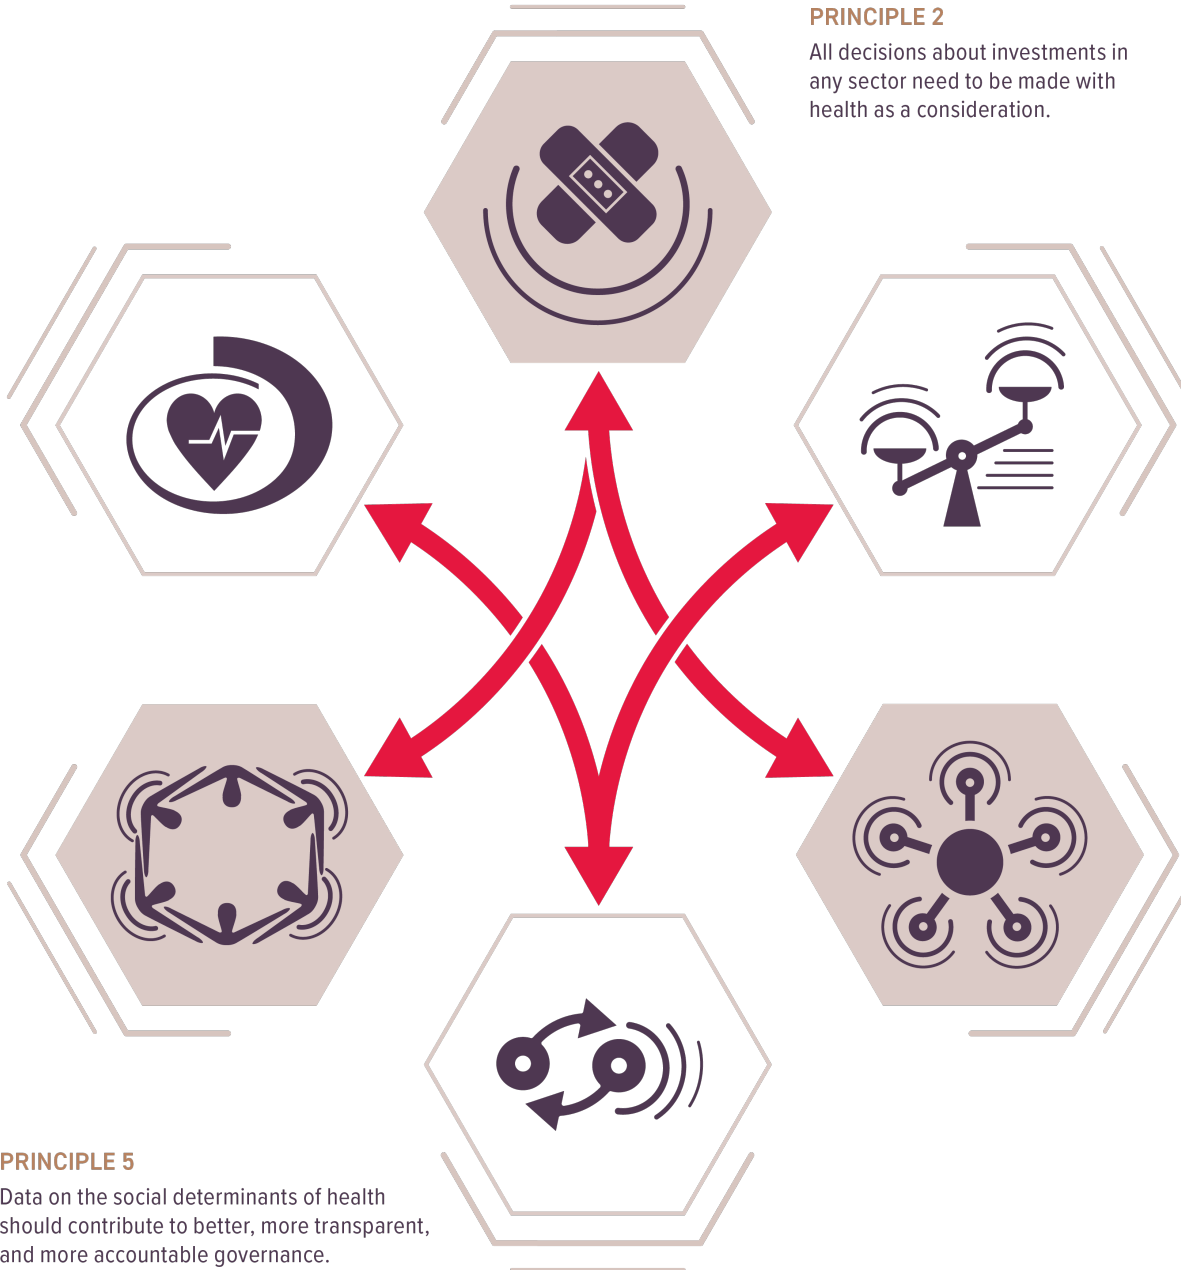 PRINCIPLE 2
All decisions about investments in
any sector need to be made with
health as a consideration.
PRINCIPLE 5
Data on the social determinants of health
should contribute to better, more transparent,
and more accountable governance.